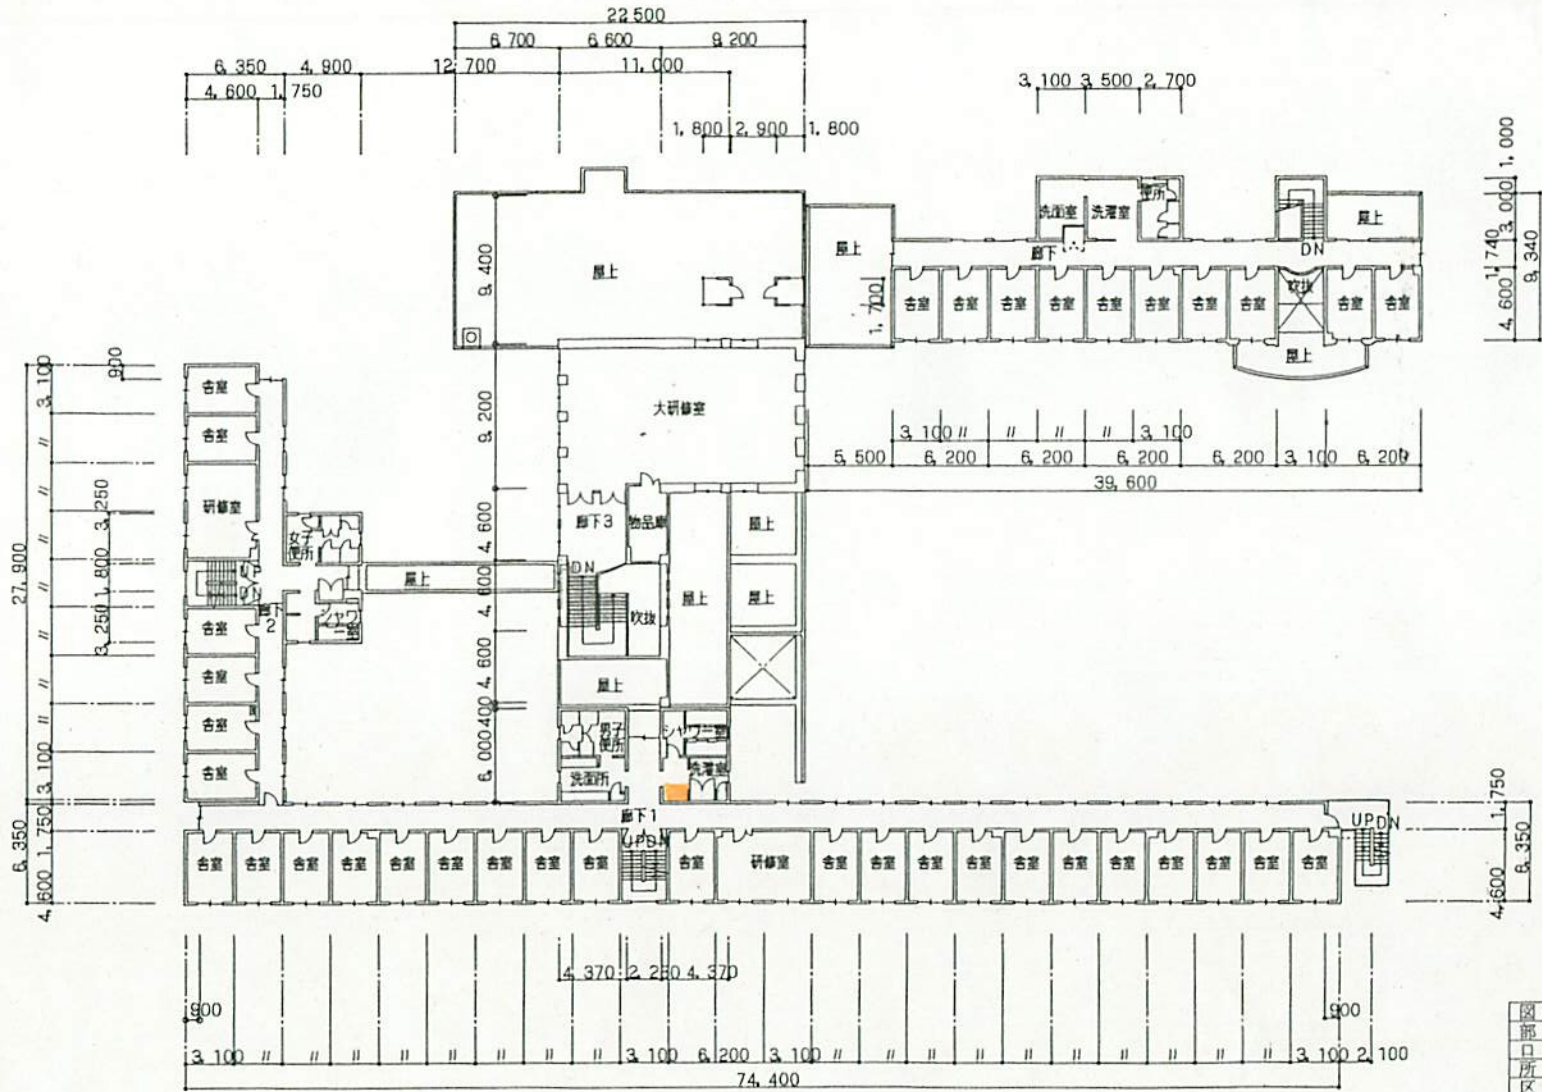 22500
6,700 6,600 9,200
6,350 4,900 12,700 11,000
4,600 1,750
3,100 3,500 2,700
1,800 2,900 1,800
1,000
3,000
1,740
4,600
9,340
洗面室 洗濯室 便所
屋上
廊下
DN
屋上
9,400
屋上
1,700
舎室 舎室 舎室 舎室 舎室 舎室 舎室 舎室 吹抜 舎室 舎室
屋上
900
3,100
〃
〃
〃
〃
〃
〃
〃
3,100
27,900
3,250
1,800
3,250
舎室
舎室
研修室
女子便所
UP
DN
廊下2
シャワー室
舎室
舎室
舎室
舎室
屋上
9,200
大研修室
4,600
廊下3 物品庫
屋上
4,600
DN
吹抜
屋上
屋上
4,600
屋上
400
6,000
男子便所
シャワー室
洗面所
洗濯室
3,100 〃 〃 〃 〃 3,100
5,500 6,200 6,200 6,200 6,200 3,100 6,200
39,600
廊下1
UPDN
UPDN
1,750
4,600
6,350
1,750
4,600
6,350
舎室 舎室 舎室 舎室 舎室 舎室 舎室 舎室 舎室 舎室 研修室 舎室 舎室 舎室 舎室 舎室 舎室 舎室 舎室 舎室 舎室 舎室
4,370 2,260 4,370
900
900
3,100 〃 〃 〃 〃 〃 〃 〃 〃 3,100 6,200 3,100 〃 〃 〃 〃 〃 〃 〃 〃 〃 3,100 2,100
74,400
図
部
口
所
区